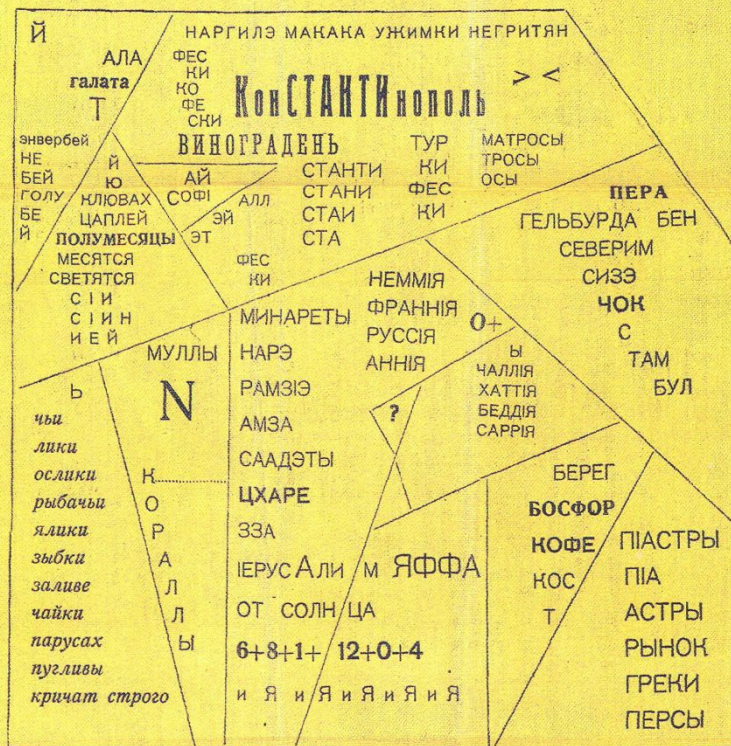 Й
АЛА
галата
Т
энвербей
НЕ
БЕЙ
ГОЛУ
БЕ
Й
НАРГИЛЭ МАКАКА УЖИМКИ НЕГРИТЯН
ФЕС
КИ
КО
ФЕ
СКИ
КонСТАНТИнополь
> <
ВИНОГРАДЕНЬ
СТАНТИ
СТАНИ
СТАИ
СТА
ТУР
КИ
ФЕС
КИ
МАТРОСЫ
ТРОСЫ
ОСЫ
Й
Ю
КЛЮВАХ
ЦАПЛЕЙ
ПОЛУМЕСЯЦЫ
МЕСЯТСЯ
СВЕТЯТСЯ
СІИ
СІИН
ИЕЙ
АЙ
СОФІ
АЛЛ
ЭЙ
ЭТ
ФЕС
КИ
ПЕРА
ГЕЛЬБУРДА БЕН
СЕВЕРИМ
СИЗЭ
ЧОК
С
ТАМ
БУЛ
МУЛЛЫ
N
К
О
Р
А
Л
Л
Ы
Ь
чьи
лики
ослики
рыбачьи
ялики
зыбки
заливе
чайки
парусах
пугливы
кричат строго
МИНАРЕТЫ
НАРЭ
РАМЗІЭ
АМЗА
СААДЭТЫ
ЦХАРЕ
ЗЗА
ІЕРУСАЛИ М ЯФФА
ОТ СОЛН ЦА
6+8+1+ 12+0+4
и Я и Я и Я и Я и Я
НЕММІЯ
ФРАННІЯ
РУССІЯ
АННІЯ
О+
?
Ы
ЧАЛЛІЯ
ХАТТІЯ
БЕДДІЯ
САРРІЯ
БЕРЕГ
БОСФОР
КОФЕ
КОС
Т
ПІАСТРЫ
ПІА
АСТРЫ
РЫНОК
ГРЕКИ
ПЕРСЫ